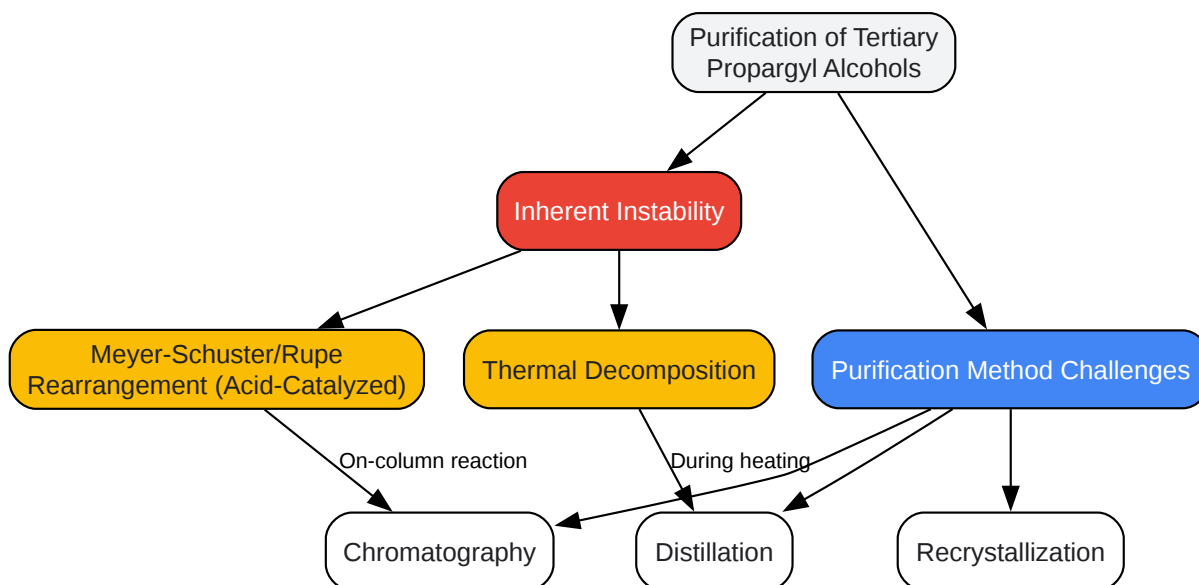 Purification of Tertiary
Propargyl Alcohols
Inherent Instability
Meyer-Schuster/Rupe
Rearrangement (Acid-Catalyzed)
Thermal Decomposition
Purification Method Challenges
On-column reaction
During heating
Chromatography
Distillation
Recrystallization